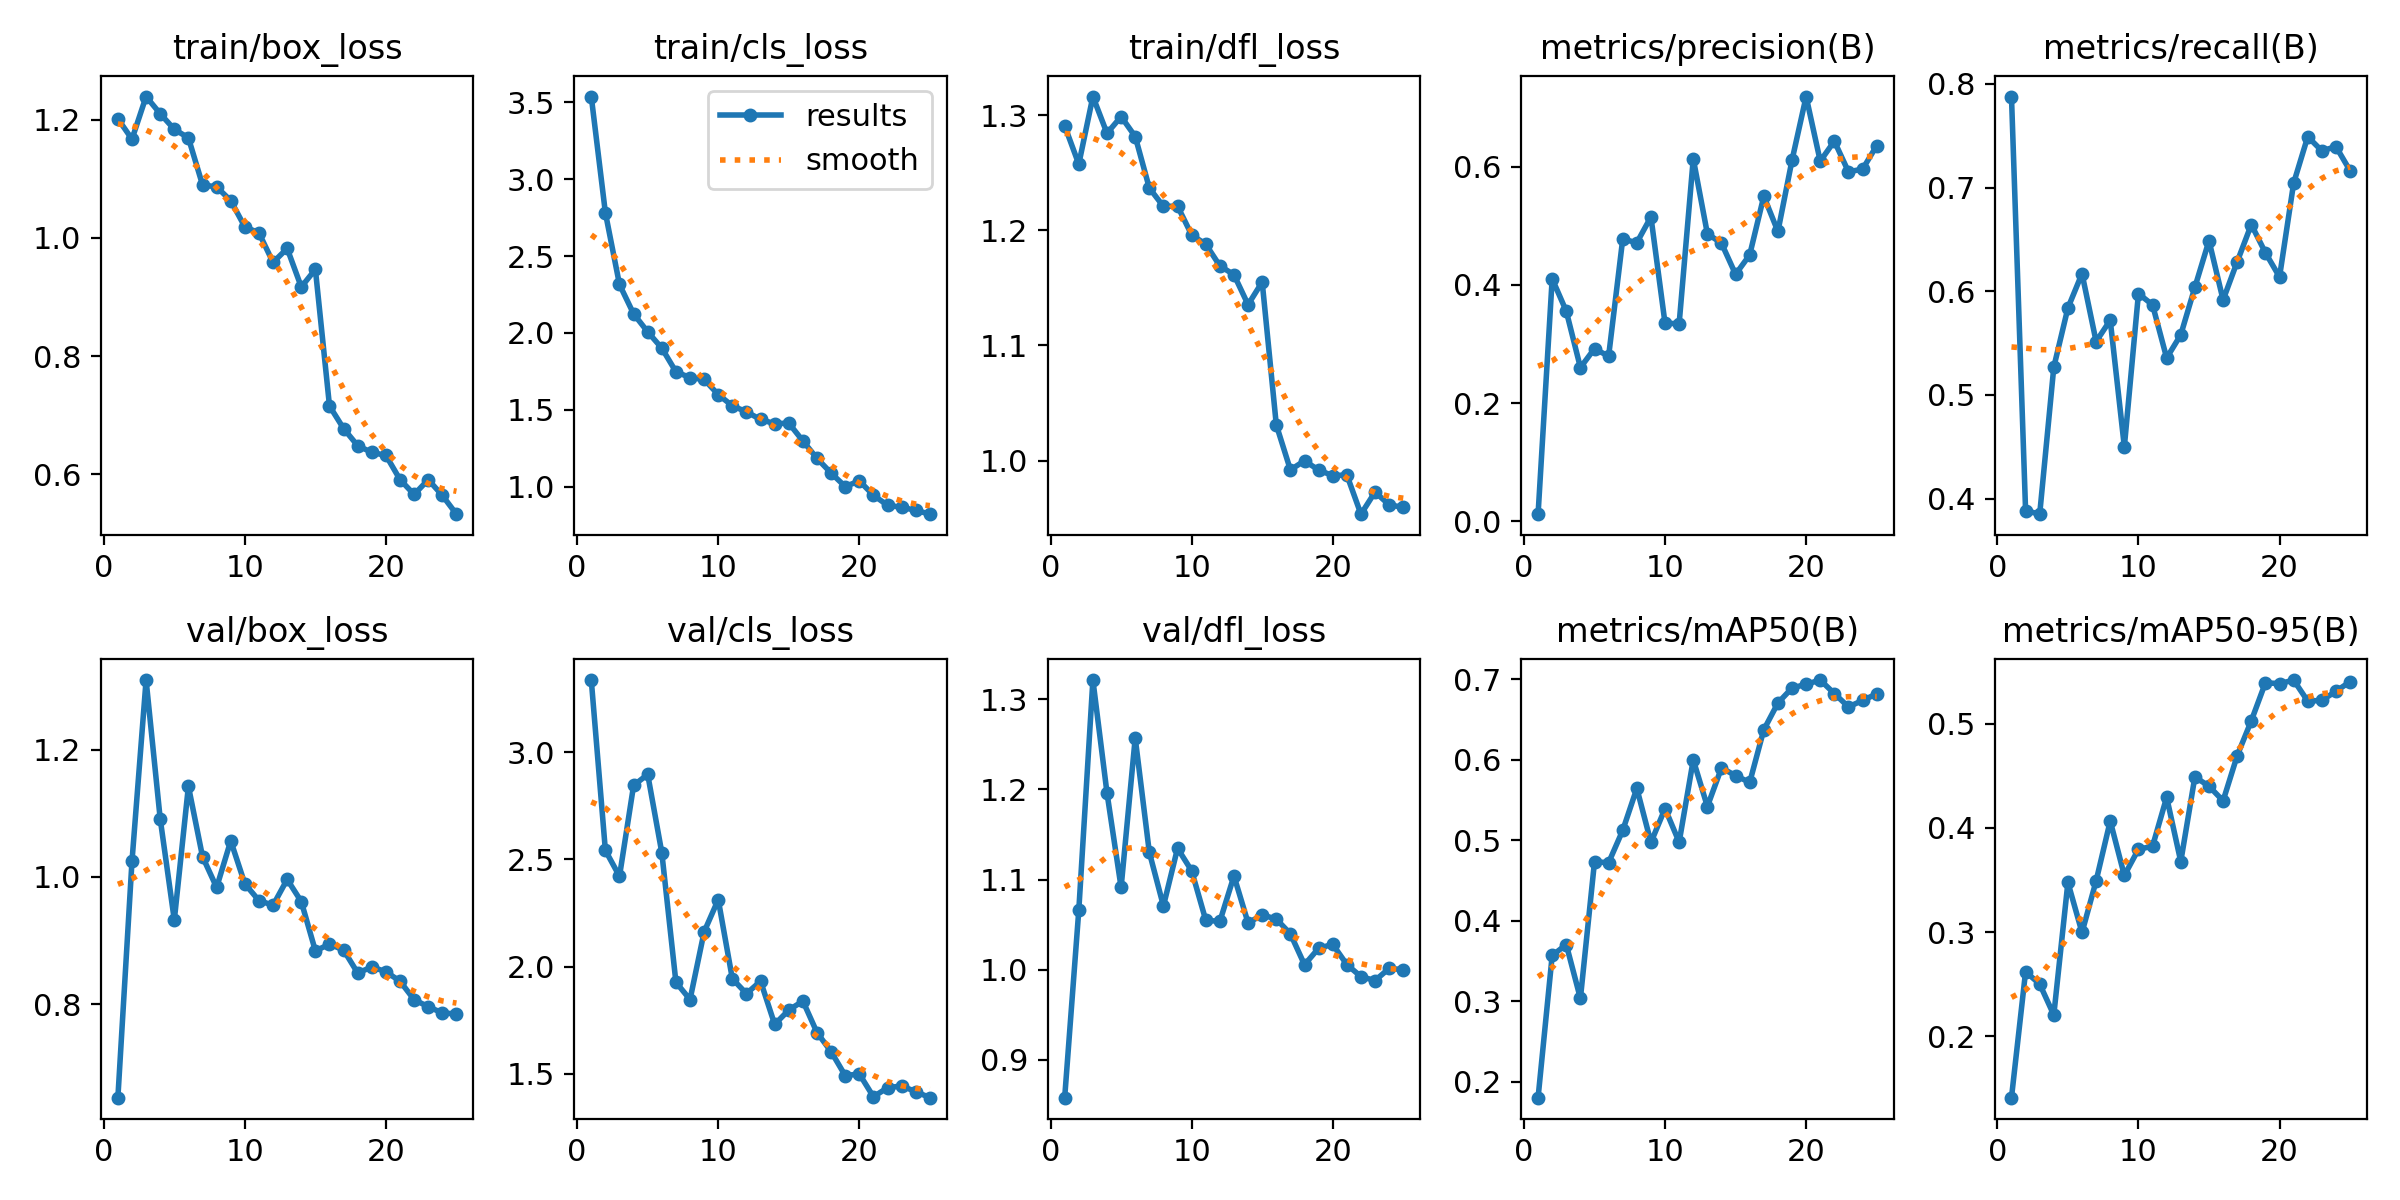 train/box_loss
1.2
1.0
0.8
0.6
0 10 20
train/cls_loss
results
smooth
3.5
3.0
2.5
2.0
1.5
1.0
0 10 20
train/dfl_loss
1.3
1.2
1.1
1.0
0 10 20
metrics/precision(B)
0.6
0.4
0.2
0.0
0 10 20
metrics/recall(B)
0.8
0.7
0.6
0.5
0.4
0 10 20
val/box_loss
1.2
1.0
0.8
0 10 20
val/cls_loss
3.0
2.5
2.0
1.5
0 10 20
val/dfl_loss
1.3
1.2
1.1
1.0
0.9
0 10 20
metrics/mAP50(B)
0.7
0.6
0.5
0.4
0.3
0.2
0 10 20
metrics/mAP50-95(B)
0.5
0.4
0.3
0.2
0 10 20